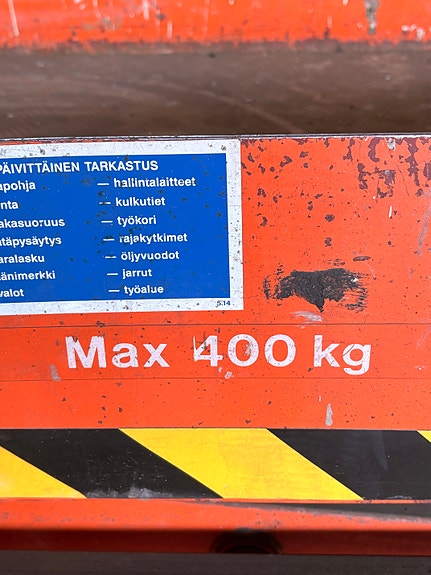 PÄIVITTÄINEN TARKASTUS
apohja — hallintalaitteet
nta — kulkutiet
akasuoruus — työkori
täpysäytys — rajakytkimet
aralasku — öljyvuodot
änimerkki — jarrut
valot — työalue
5.14
Max 400 kg